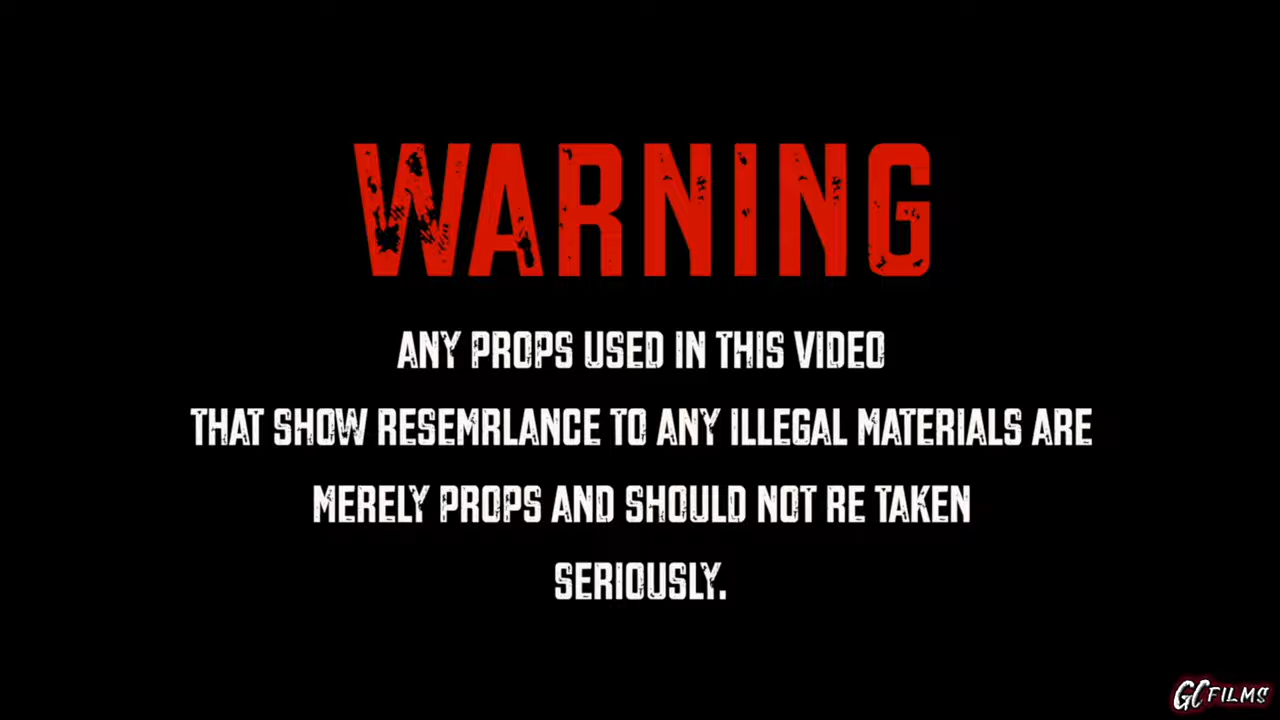 WARNING
ANY PROPS USED IN THIS VIDEO
THAT SHOW RESEMRLANCE TO ANY ILLEGAL MATERIALS ARE
MERELY PROPS AND SHOULD NOT RE TAKEN
SERIOUSLY.
GC FILMS